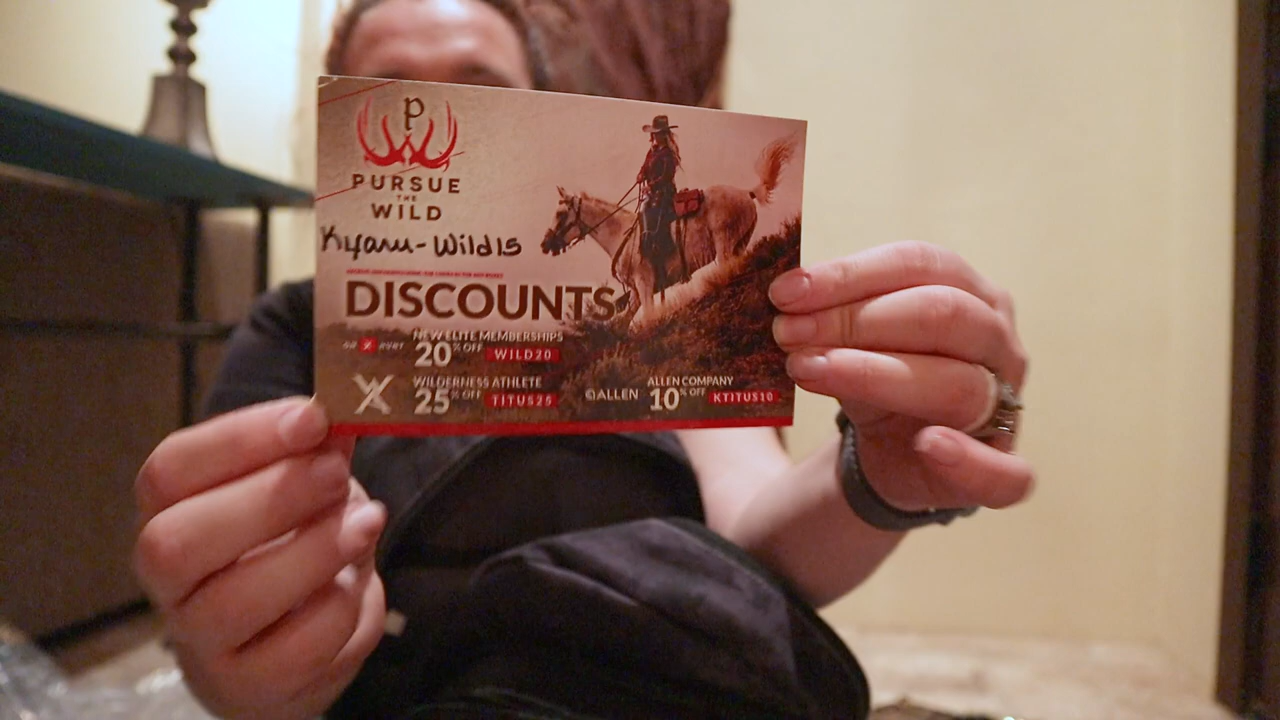 P
PURSUE
THE
WILD
Kyaru-Wild15
DISCOUNTS
NEW ELITE MEMBERSHIPS
20% OFF WILD20
WILDERNESS ATHLETE
25% OFF TITUS25
©ALLEN
ALLEN COMPANY
10% OFF KTITUS10